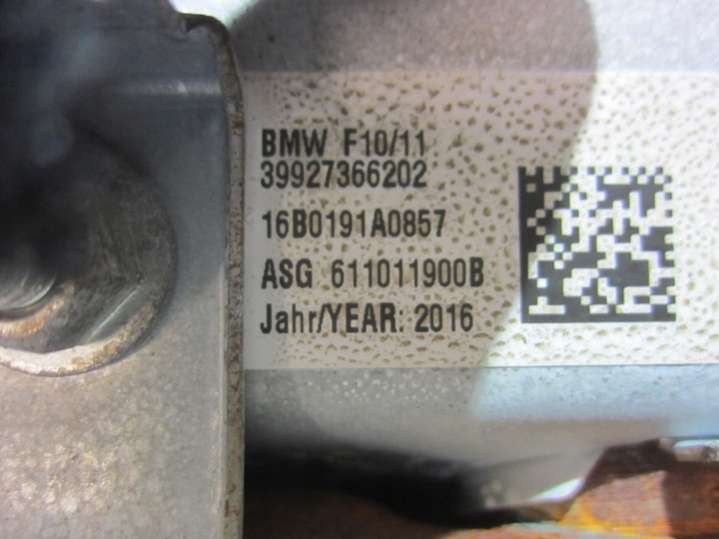 BMW F10/11
39927366202
16B0191A0857
ASG 611011900B
Jahr/YEAR: 2016